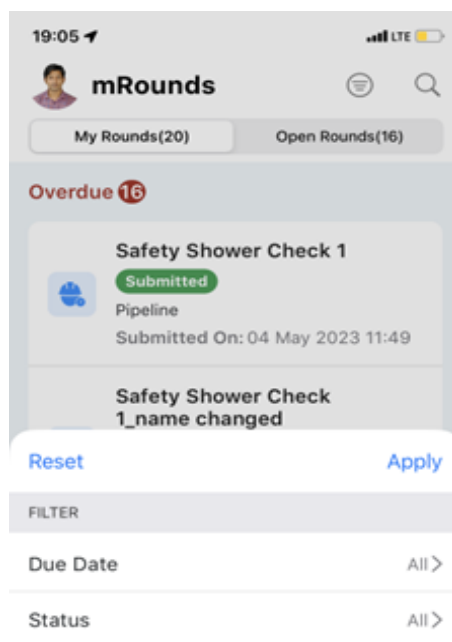 19:05
LTE
mRounds
My Rounds(20) Open Rounds(16)
Overdue 16
Safety Shower Check 1
Submitted
Pipeline
Submitted On: 04 May 2023 11:49
Safety Shower Check
1_name changed
Reset Apply
FILTER
Due Date All
Status All